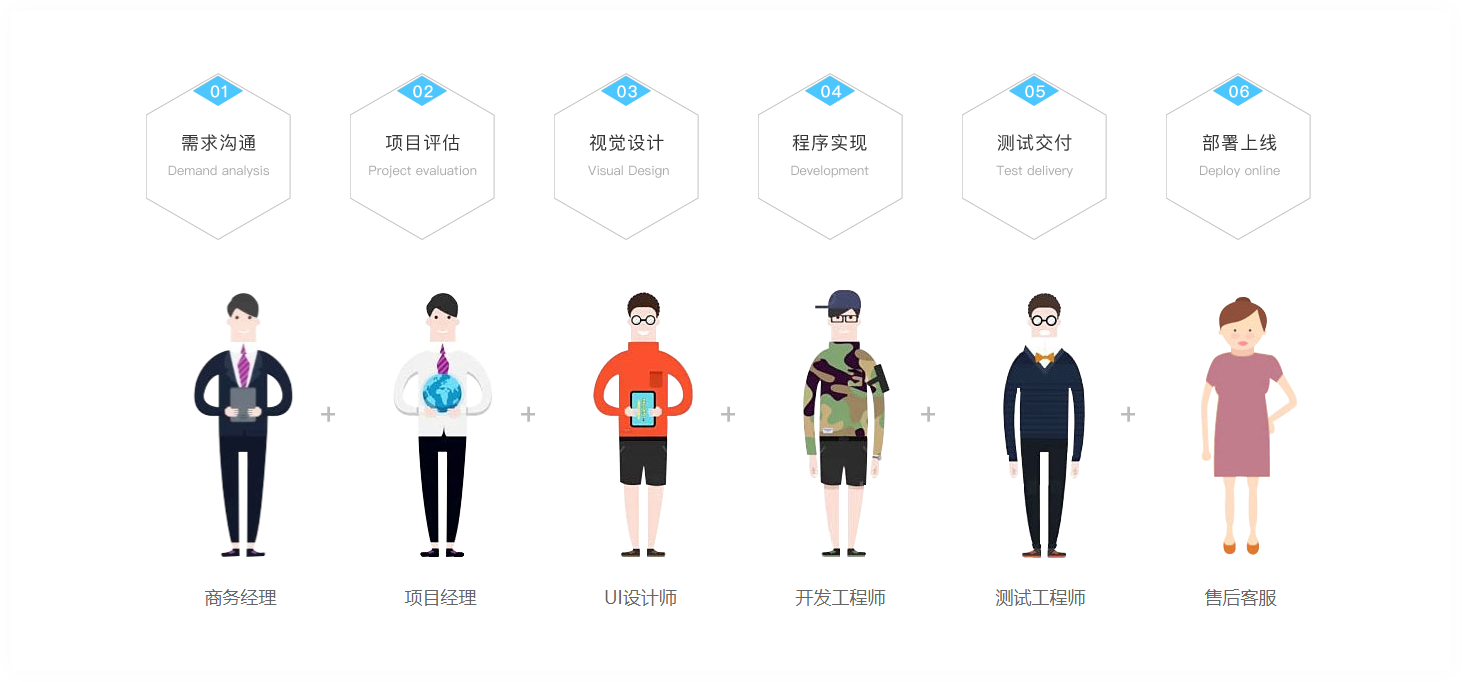 01
需求沟通
Demand analysis
02
项目评估
Project evaluation
03
视觉设计
Visual Design
04
程序实现
Development
05
测试交付
Test delivery
06
部署上线
Deploy online
+
+
+
+
+
商务经理
项目经理
UI设计师
开发工程师
测试工程师
售后客服